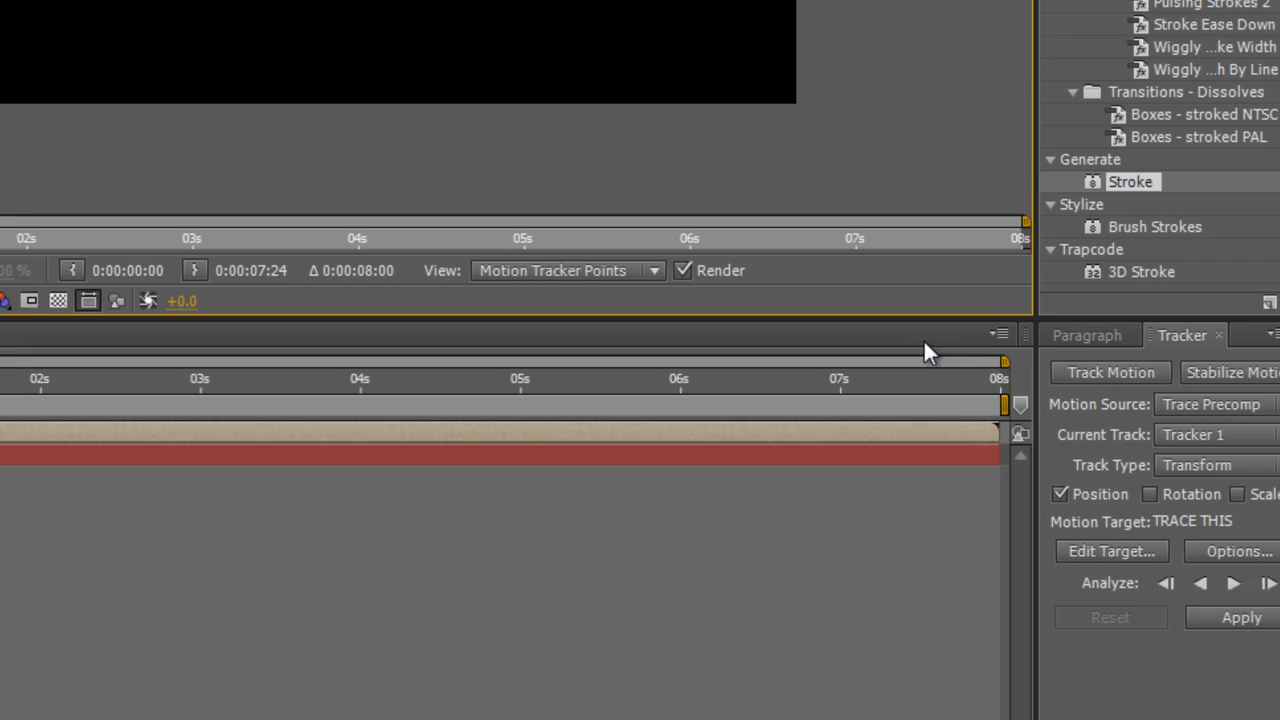 Pulsing Strokes 2
Stroke Ease Down
Wiggly ...ke Width
Wiggly ...h By Line
Transitions - Dissolves
Boxes - stroked NTSC
Boxes - stroked PAL
Generate
Stroke
Stylize
Brush Strokes
Trapcode
3D Stroke
02s 03s 04s 05s 06s 07s 08s
00 % 0:00:00:00 0:00:07:24 Δ 0:00:08:00 View: Motion Tracker Points Render
+0.0
Paragraph Tracker
02s 03s 04s 05s 06s 07s 08s
Track Motion Stabilize Moti
Motion Source: Trace Precomp
Current Track: Tracker 1
Track Type: Transform
Position Rotation Scale
Motion Target: TRACE THIS
Edit Target... Options...
Analyze:
Reset Apply